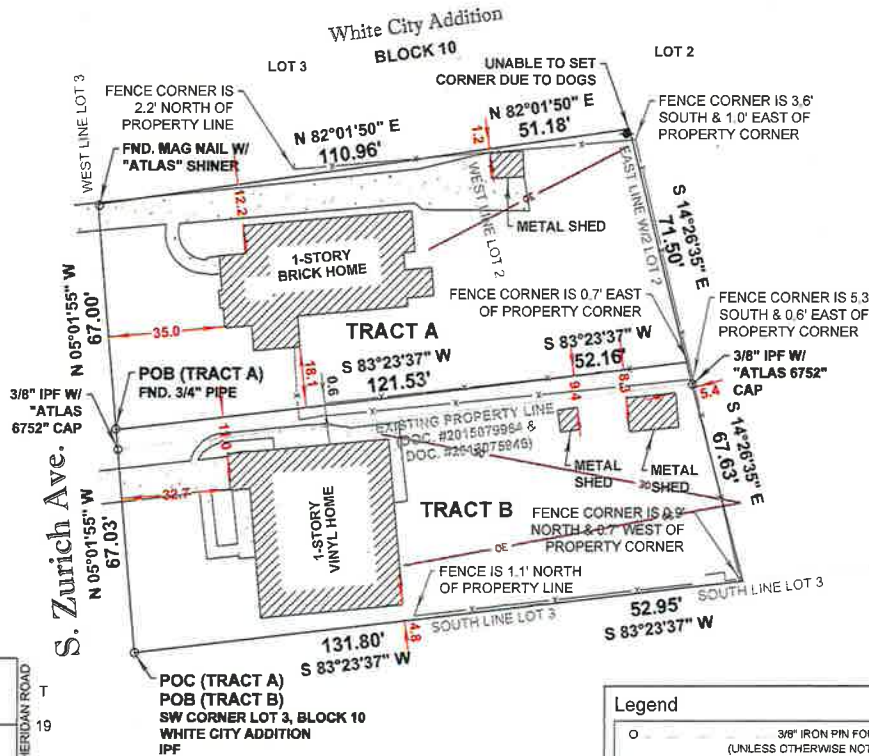 White City Addition
BLOCK 10
LOT 3
LOT 2
UNABLE TO SET
CORNER DUE TO DOGS
WEST LINE LOT 3
FENCE CORNER IS
2.2' NORTH OF
PROPERTY LINE
N 82°01'50" E
110.96'
N 82°01'50" E
51.18'
1.2
FENCE CORNER IS 3.6'
SOUTH & 1.0' EAST OF
PROPERTY CORNER
FND. MAG NAIL W/
"ATLAS" SHINER
12.2
WEST LINE LOT 2
EAST LINE W/2 LOT 2
METAL SHED
S 14°26'35" E
71.50'
1-STORY
BRICK HOME
OE
N 05°01'55" W
67.00'
35.0
TRACT A
FENCE CORNER IS 0.7' EAST
OF PROPERTY CORNER
FENCE CORNER IS 5.3
SOUTH & 0.6' EAST OF
PROPERTY CORNER
S 83°23'37" W
121.53'
52.16'
18.1
0.6
9.4
8.3
5.4
3/8" IPF W/
"ATLAS 6752"
CAP
POB (TRACT A)
FND. 3/4" PIPE
3/8" IPF W/
"ATLAS
6752" CAP
EXISTING PROPERTY LINE
DOC. #2015079964 &
METAL
SHED
METAL
SHED
S 14°26'35" E
67.63'
S. Zurich Ave.
N 05°01'55" W
67.03'
32.7
1-STORY
VINYL HOME
TRACT B
OE
FENCE CORNER IS 0.9'
NORTH & 0.7' WEST OF
PROPERTY CORNER
FENCE IS 1.1' NORTH
OF PROPERTY LINE
SOUTH LINE LOT 3
SOUTH LINE LOT 3
4.8
131.80'
S 83°23'37" W
52.95'
S 83°23'37" W
POC (TRACT A)
POB (TRACT B)
SW CORNER LOT 3, BLOCK 10
WHITE CITY ADDITION
IPF
HERIDAN ROAD
T
19
Legend
3/8" IRON PIN FO
(UNLESS OTHERWISE NOT